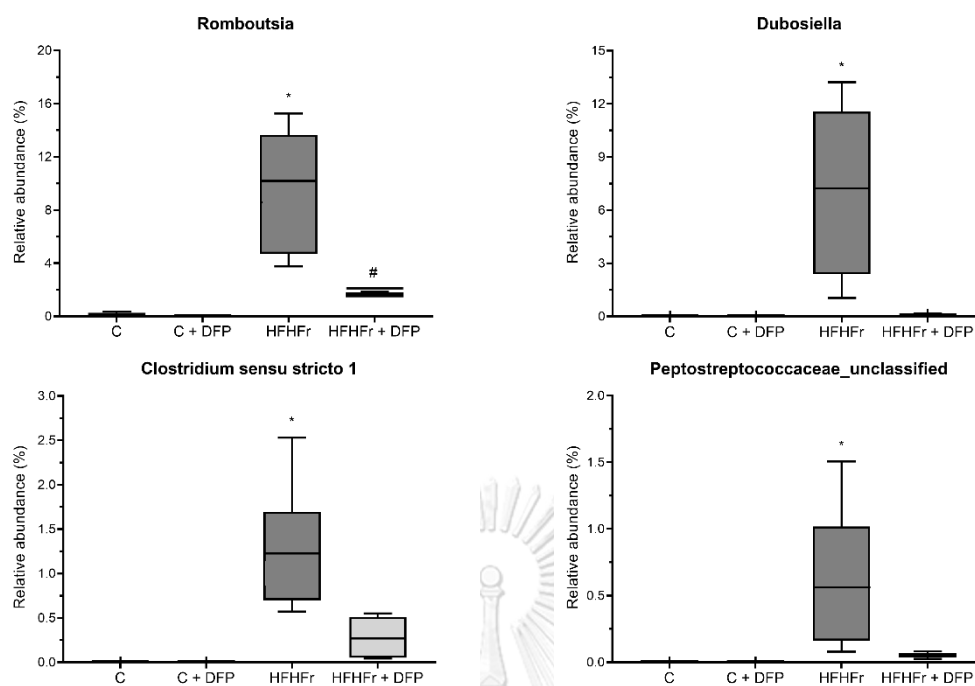 Romboutsia
Relative abundance (%)
20
16
12
8
4
0
*
#
C C + DFP HFHFr HFHFr + DFP
Dubosiella
Relative abundance (%)
15
12
9
6
3
0
*
C C + DFP HFHFr HFHFr + DFP
Clostridium sensu stricto 1
Relative abundance (%)
3.0
2.5
2.0
1.5
1.0
0.5
0.0
*
C C + DFP HFHFr HFHFr + DFP
Peptostreptococcaceae_unclassified
Relative abundance (%)
2.0
1.5
1.0
0.5
0.0
*
C C + DFP HFHFr HFHFr + DFP